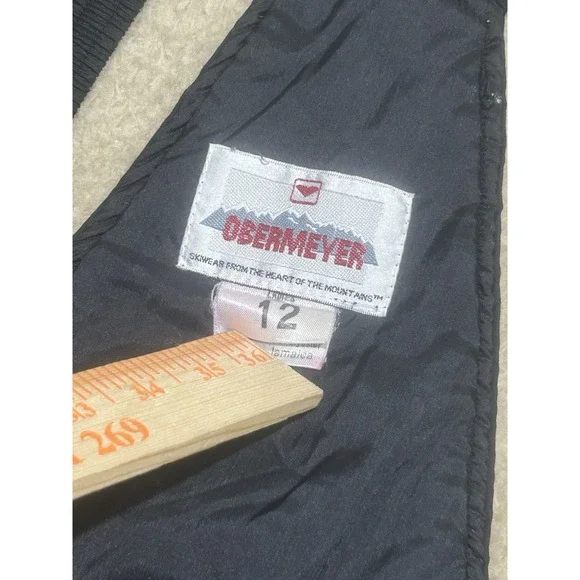 OBERMEYER
SKIWEAR FROM THE HEART OF THE MOUNTAINS™
12
Jamaica
33 34 35 36
269